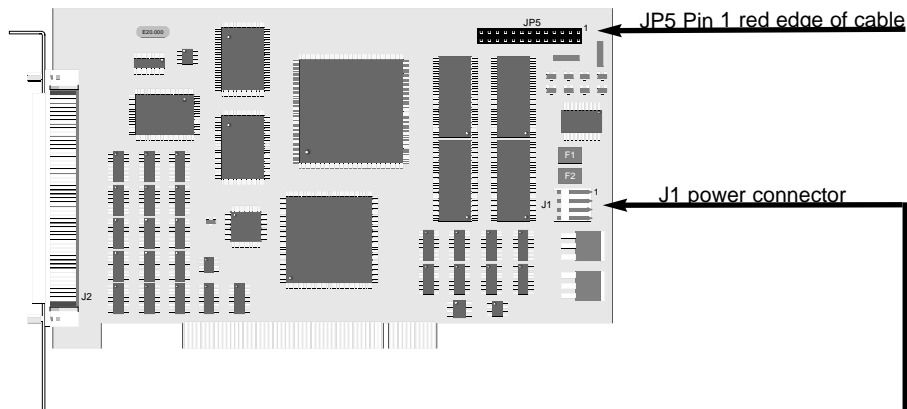 JP5 Pin 1 red edge of cable
JP5
1
E20.000
F1
F2
1
J1 power connector
J1
J2